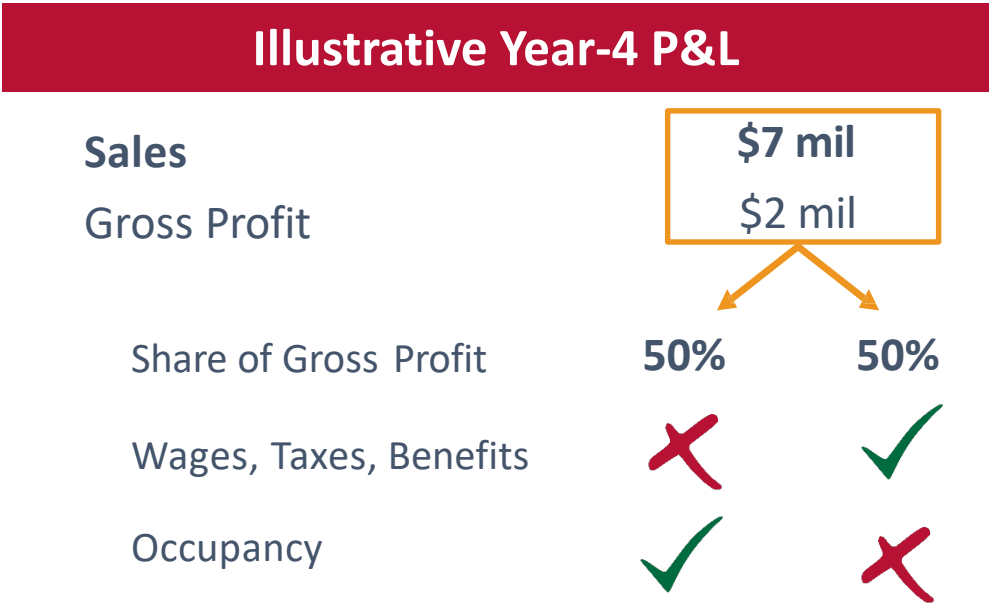 Illustrative Year-4 P&L
Sales $7 mil
Gross Profit $2 mil
Share of Gross Profit 50% 50%
Wages, Taxes, Benefits
Occupancy